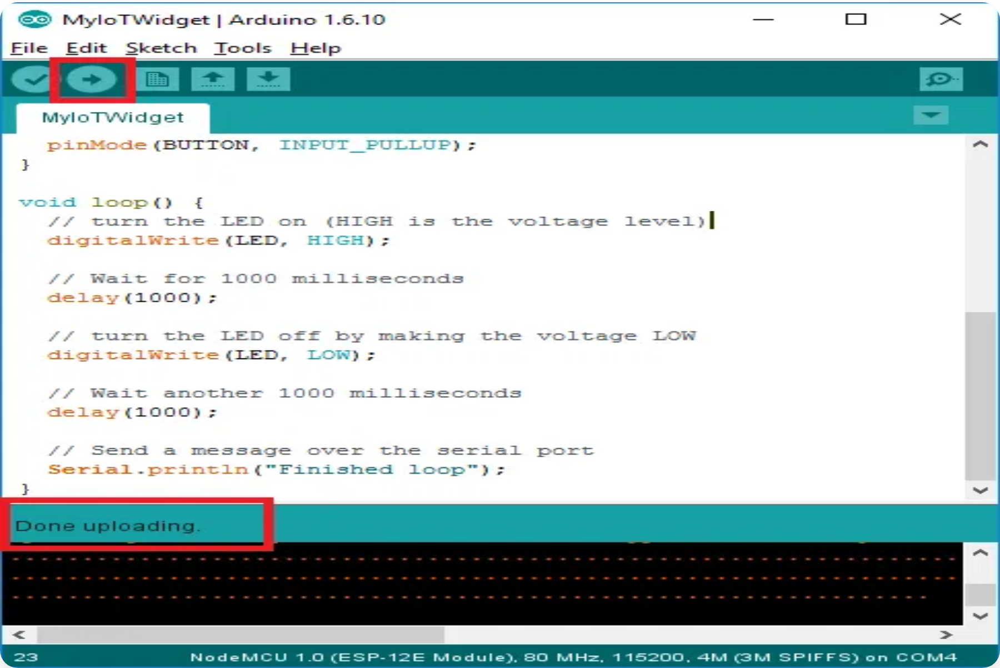 MyIoTWidget | Arduino 1.6.10
File Edit Sketch Tools Help
MyIoTWidget
pinMode(BUTTON, INPUT_PULLUP);
}
void loop() {
// turn the LED on (HIGH is the voltage level)
digitalWrite(LED, HIGH);
// Wait for 1000 milliseconds
delay(1000);
// turn the LED off by making the voltage LOW
digitalWrite(LED, LOW);
// Wait another 1000 milliseconds
delay(1000);
// Send a message over the serial port
Serial.println("Finished loop");
}
Done uploading.
23 NodeMCU 1.0 (ESP-12E Module), 80 MHz, 115200, 4M (3M SPIFFS) on COM4